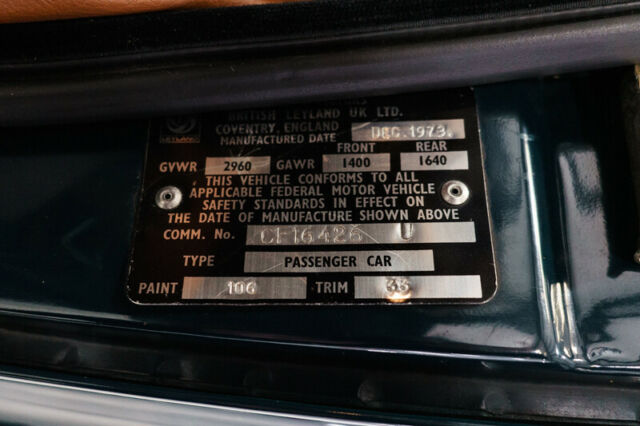 BRITISH LEYLAND UK LTD.
COVENTRY, ENGLAND
LEYLAND
MANUFACTURED DATE DEC. 1973.
FRONT REAR
GVWR 2960 GAWR 1400 1640
THIS VEHICLE CONFORMS TO ALL
APPLICABLE FEDERAL MOTOR VEHICLE
SAFETY STANDARDS IN EFFECT ON
THE DATE OF MANUFACTURE SHOWN ABOVE
COMM. No. CF16426 U
TYPE PASSENGER CAR
PAINT 106 TRIM 33